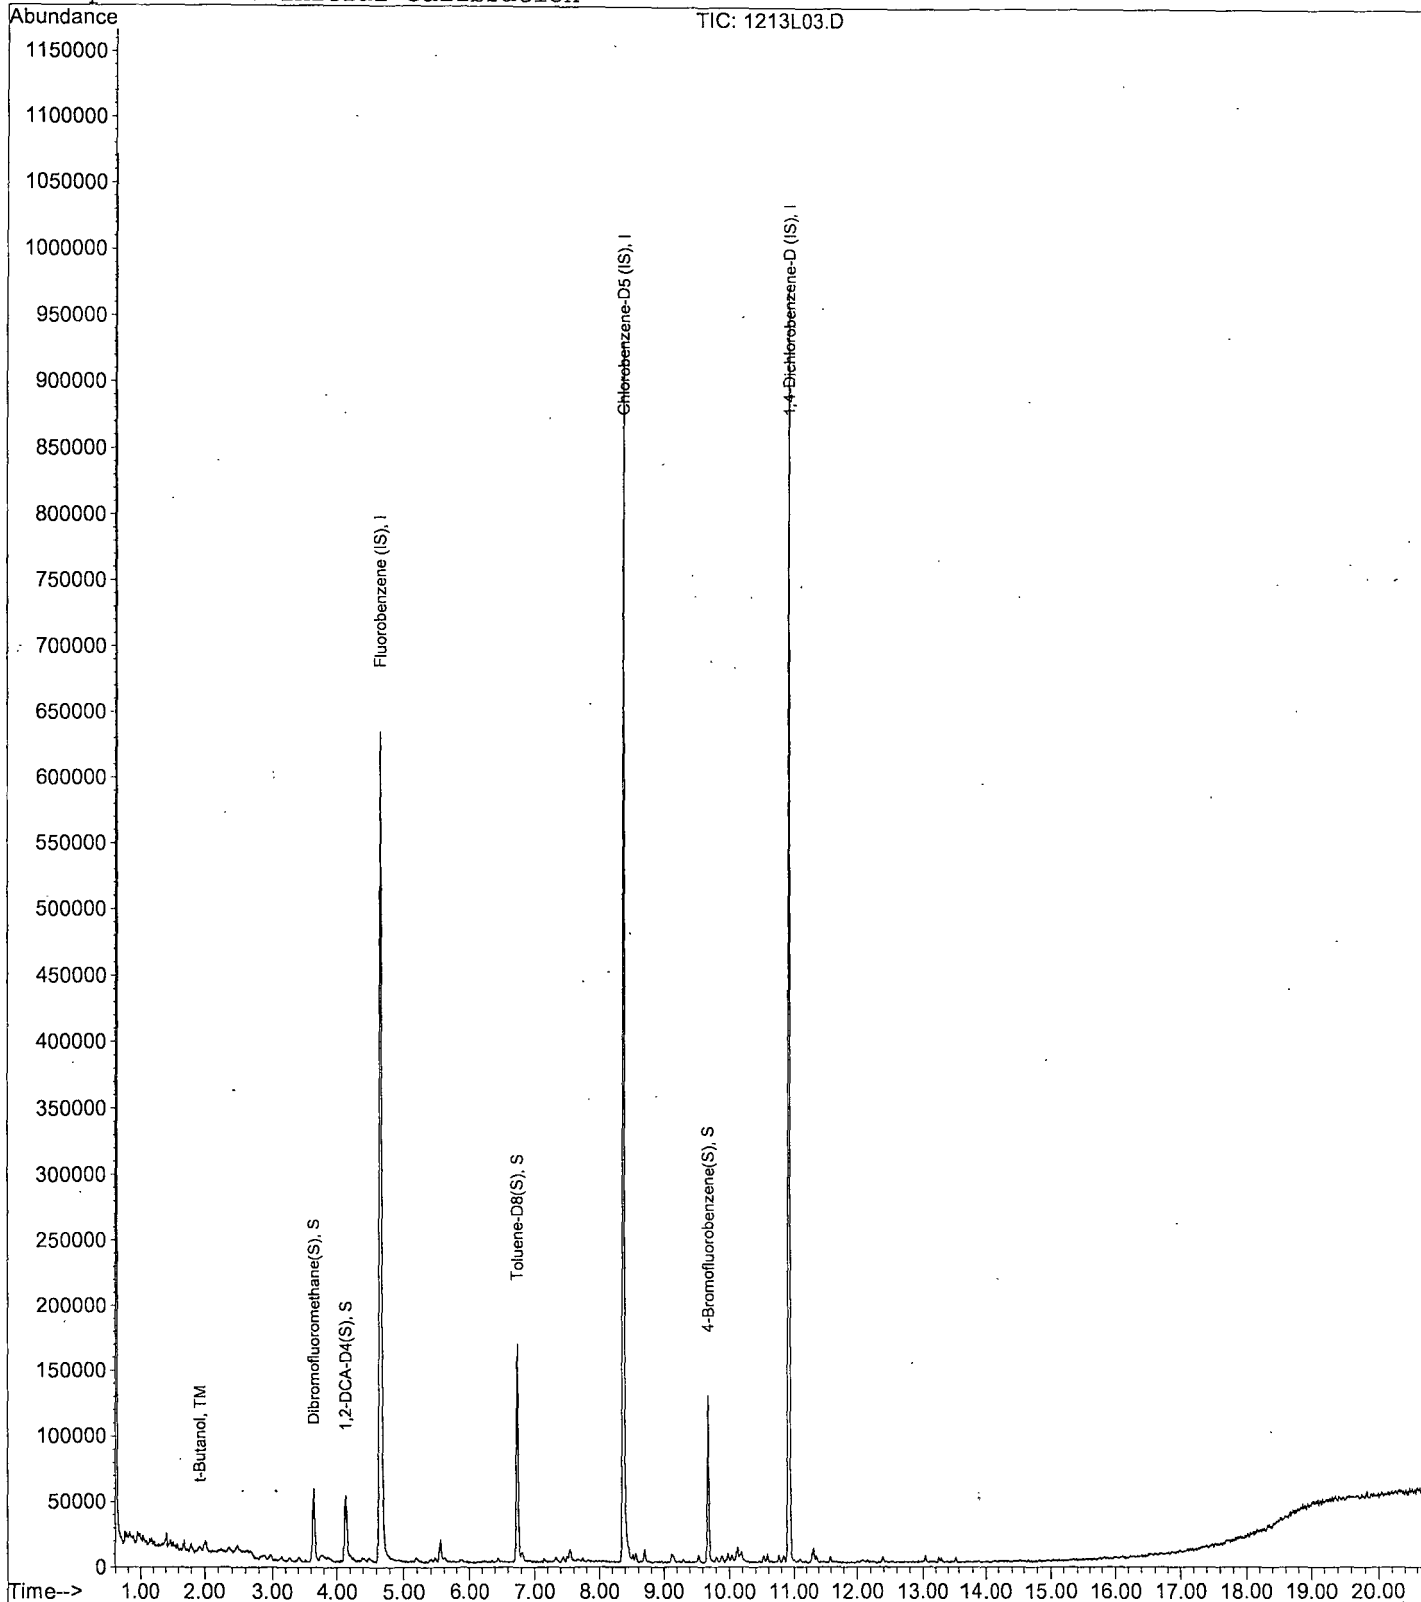 Initial Calibration
Abundance
TIC: 1213L03.D
1150000
1100000
1050000
1000000
950000
900000
850000
800000
750000
700000
650000
600000
550000
500000
450000
400000
350000
300000
250000
200000
150000
100000
50000
0
t-Butanol, TM
Dibromofluoromethane(S), S
1,2-DCA-D4(S), S
Fluorobenzene (IS), I
Toluene-D8(S), S
Chlorobenzene-D5 (IS), I
4-Bromofluorobenzene(S), S
1,4-Dichlorobenzene-D (IS), I
Time--> 1.00 2.00 3.00 4.00 5.00 6.00 7.00 8.00 9.00 10.00 11.00 12.00 13.00 14.00 15.00 16.00 17.00 18.00 19.00 20.00